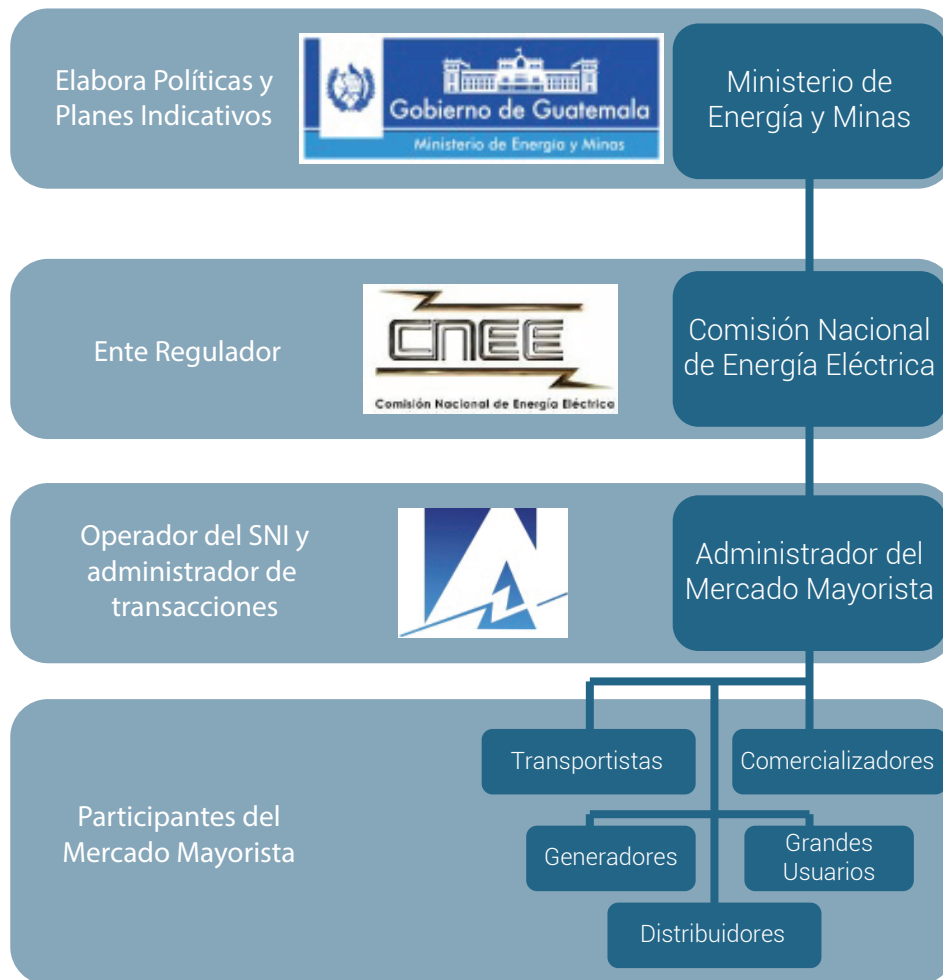 Elabora Políticas y
Planes Indicativos
Gobierno de Guatemala
Ministerio de Energía y Minas
Ministerio de
Energía y Minas
Ente Regulador
CNEE
Comisión Nacional de Energía Eléctrica
Comisión Nacional
de Energía Eléctrica
Operador del SNI y
administrador de
transacciones
Administrador del
Mercado Mayorista
Participantes del
Mercado Mayorista
Transportistas
Comercializadores
Generadores
Grandes
Usuarios
Distribuidores